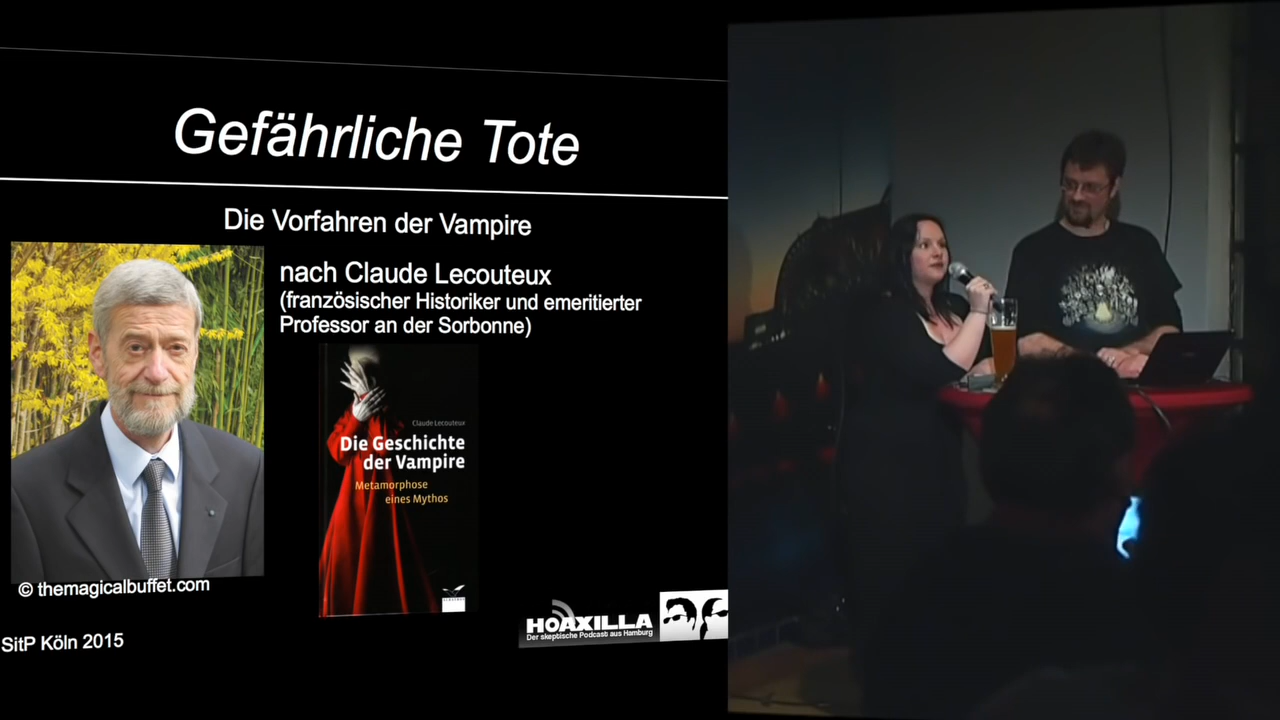 Gefährliche Tote
Die Vorfahren der Vampire
nach Claude Lecouteux
(französischer Historiker und emeritierter
Professor an der Sorbonne)
Claude Lecouteux
Die Geschichte
der Vampire
Metamorphose
eines Mythos
© themagicalbuffet.com
HOAXILLA
Der skeptische Podcast aus Hamburg
SitP Köln 2015